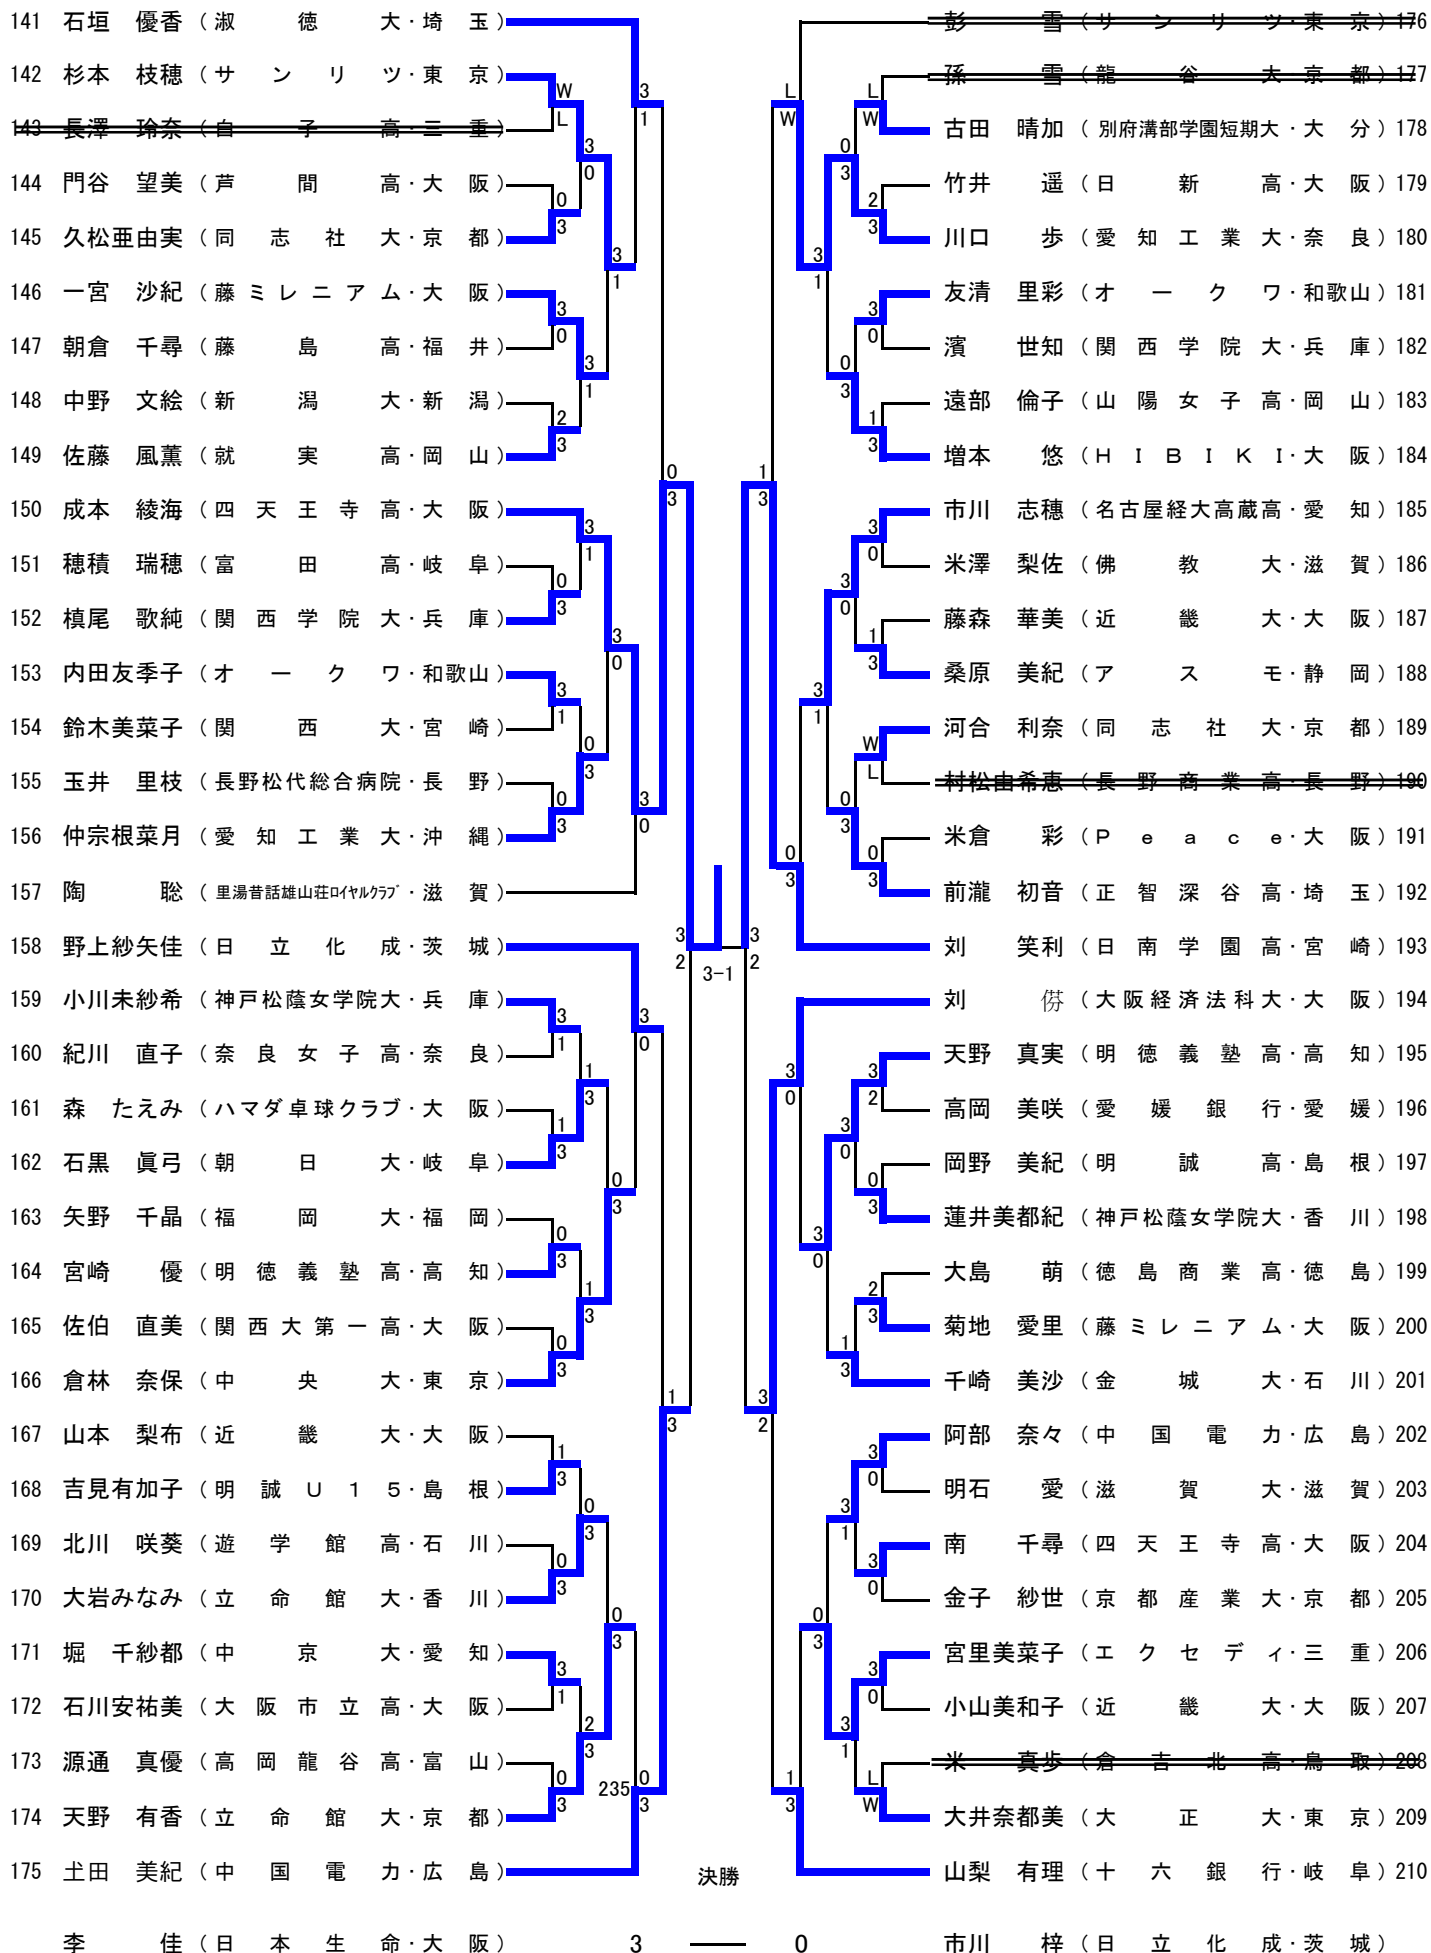 141 石垣 優香 （淑徳大・埼玉）
142 杉本 枝穂 （サンリツ・東京）
143 長澤 玲奈 （白子高・三重）
144 門谷 望美 （芦間高・大阪）
145 久松亜由実 （同志社大・京都）
146 一宮 沙紀 （藤ミレニアム・大阪）
147 朝倉 千尋 （藤島高・福井）
148 中野 文絵 （新潟大・新潟）
149 佐藤 風薫 （就実高・岡山）
150 成本 綾海 （四天王寺高・大阪）
151 穂積 瑞穂 （富田高・岐阜）
152 槙尾 歌純 （関西学院大・兵庫）
153 内田友季子 （オークワ・和歌山）
154 鈴木美菜子 （関西大・宮崎）
155 玉井 里枝 （長野松代総合病院・長野）
156 仲宗根菜月 （愛知工業大・沖縄）
157 陶 聡 （里湯昔話雄山荘ロイヤルクラブ・滋賀）
158 野上紗矢佳 （日立化成・茨城）
159 小川未紗希 （神戸松蔭女学院大・兵庫）
160 紀川 直子 （奈良女子高・奈良）
161 森 たえみ （ハマダ卓球クラブ・大阪）
162 石黒 眞弓 （朝日大・岐阜）
163 矢野 千晶 （福岡大・福岡）
164 宮崎 優 （明徳義塾高・高知）
165 佐伯 直美 （関西大第一高・大阪）
166 倉林 奈保 （中央大・東京）
167 山本 梨布 （近畿大・大阪）
168 吉見有加子 （明誠U15・島根）
169 北川 咲葵 （遊学館高・石川）
170 大岩みなみ （立命館大・香川）
171 堀 千紗都 （中京大・愛知）
172 石川安祐美 （大阪市立高・大阪）
173 源通 真優 （高岡龍谷高・富山）
174 天野 有香 （立命館大・京都）
175 土田 美紀 （中国電力・広島）
彭 雪 （サンリツ・東京） 176
孫 雪 （龍谷大・京都） 177
古田 晴加 （別府溝部学園短期大・大分） 178
竹井 遥 （日新高・大阪） 179
川口 歩 （愛知工業大・奈良） 180
友清 里彩 （オークワ・和歌山） 181
濱 世知 （関西学院大・兵庫） 182
遠部 倫子 （山陽女子高・岡山） 183
増本 悠 （HIBIKI・大阪） 184
市川 志穂 （名古屋経大高蔵高・愛知） 185
米澤 梨佐 （佛教大・滋賀） 186
藤森 華美 （近畿大・大阪） 187
桑原 美紀 （アスモ・静岡） 188
河合 利奈 （同志社大・京都） 189
村松由希恵 （長野商業高・長野） 190
米倉 彩 （Peace・大阪） 191
前瀧 初音 （正智深谷高・埼玉） 192
刘 笑利 （日南学園高・宮崎） 193
刘 㑞 （大阪経済法科大・大阪） 194
天野 真実 （明徳義塾高・高知） 195
高岡 美咲 （愛媛銀行・愛媛） 196
岡野 美紀 （明誠高・島根） 197
蓮井美都紀 （神戸松蔭女学院大・香川） 198
大島 萌 （徳島商業高・徳島） 199
菊地 愛里 （藤ミレニアム・大阪） 200
千崎 美沙 （金城大・石川） 201
阿部 奈々 （中国電力・広島） 202
明石 愛 （滋賀大・滋賀） 203
南 千尋 （四天王寺高・大阪） 204
金子 紗世 （京都産業大・京都） 205
宮里美菜子 （エクセディ・三重） 206
小山美和子 （近畿大・大阪） 207
米 真歩 （倉吉北高・鳥取） 208
大井奈都美 （大正大・東京） 209
山梨 有理 （十六銀行・岐阜） 210
3-1
235
決勝
李 佳 （日本生命・大阪） 3 ― 0 市川 梓 （日立化成・茨城）